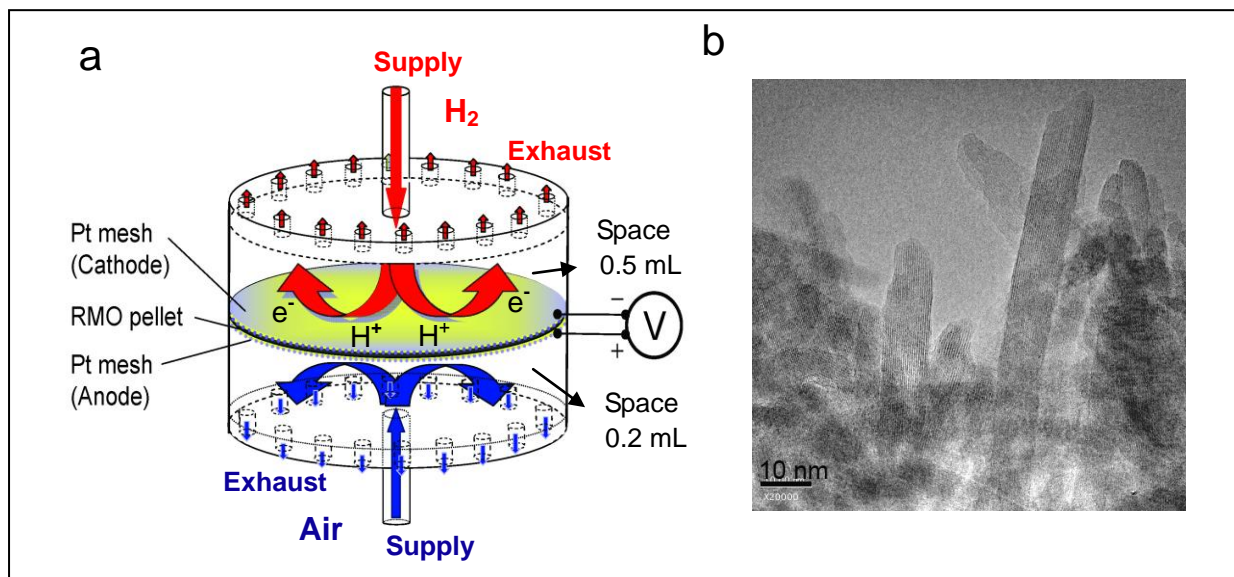 a
Supply
H₂
Exhaust
Pt mesh
(Cathode)
RMO pellet
Pt mesh
(Anode)
e⁻
e⁻
H⁺
H⁺
Space
0.5 mL
−
V
+
Space
0.2 mL
Exhaust
Air
Supply
b
10 nm
X20000